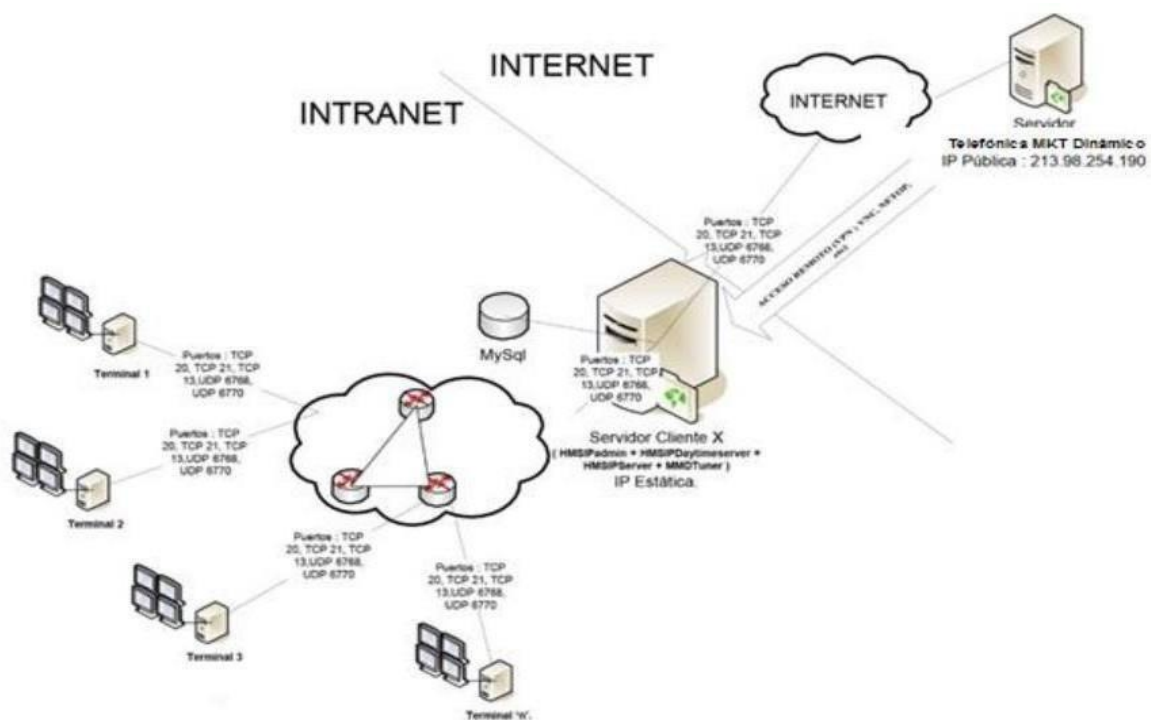 INTERNET
INTRANET
INTERNET
Servidor
Telefónica MKT Dinámico
IP Pública : 213.98.254.190
Puertos : TCP
20, TCP 21, TCP
13,UDP 6768,
UDP 6770
ACCESO REMOTO (VPN, VNC, NETOP,
MySql
Puertos : TCP
20, TCP 21, TCP
13,UDP 6768,
UDP 6770
Servidor Cliente X
( HMSIPadmin + HMSIPDaytimeserver +
HMSIPServer + MMDTuner )
IP Estática.
Terminal 1
Puertos : TCP
20, TCP 21, TCP
13,UDP 6768,
UDP 6770
Terminal 2
Puertos : TCP
20, TCP 21, TCP
13,UDP 6768,
UDP 6770
Terminal 3
Puertos : TCP
20, TCP 21, TCP
13,UDP 6768,
UDP 6770
Puertos : TCP
20, TCP 21, TCP
13,UDP 6768,
UDP 6770
Terminal 'n'.